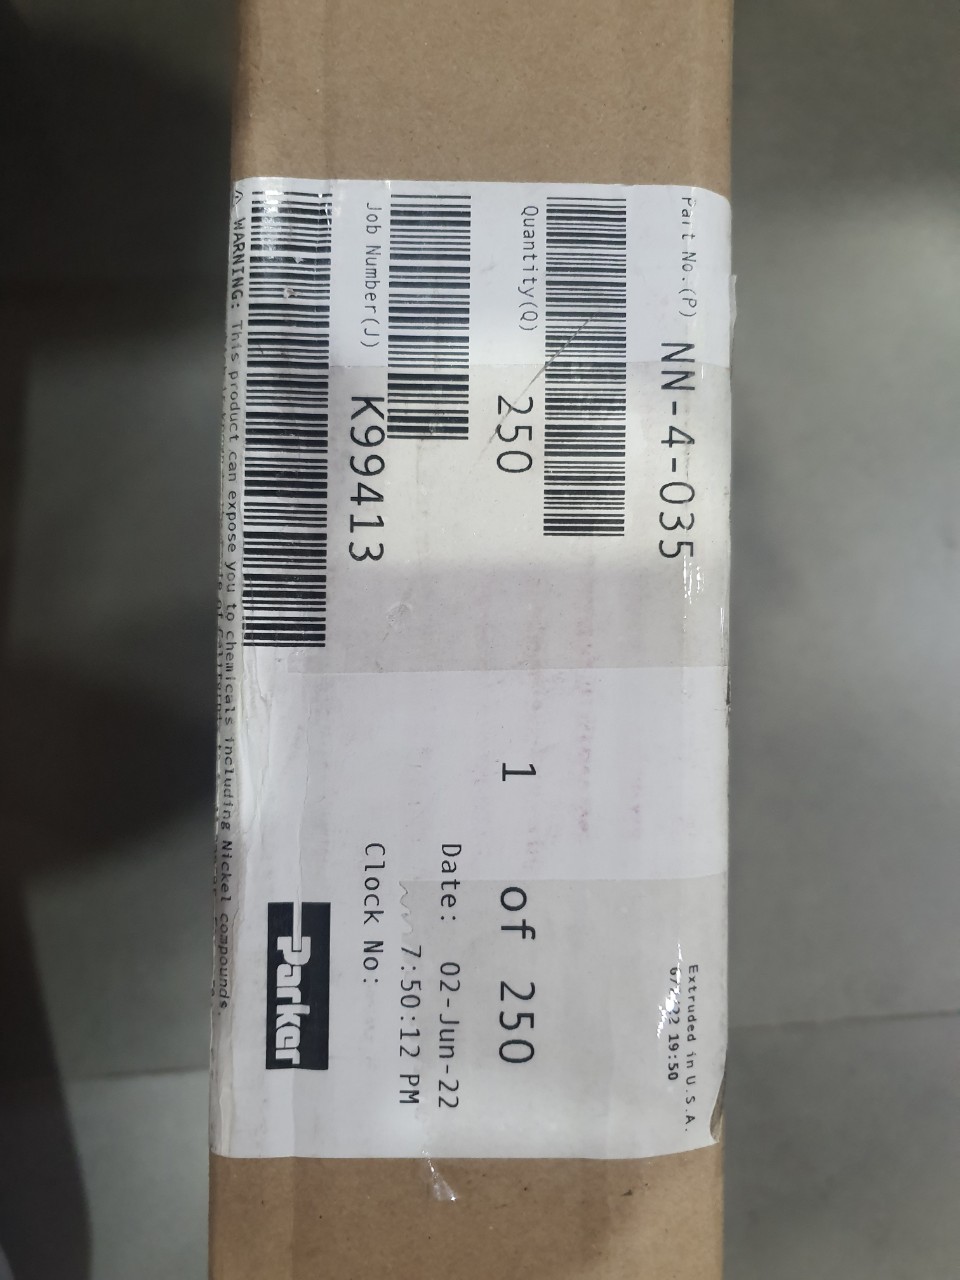 Part No.(P) NN-4-035
Extruded in U.S.A.
19:50
Quantity(Q) 250
1 of 250
Date: 02-Jun-22
7:50:12 PM
Job Number(J) K99413
Clock No:
Parker
⚠ WARNING: This product can expose you to chemicals including Nickel compounds,